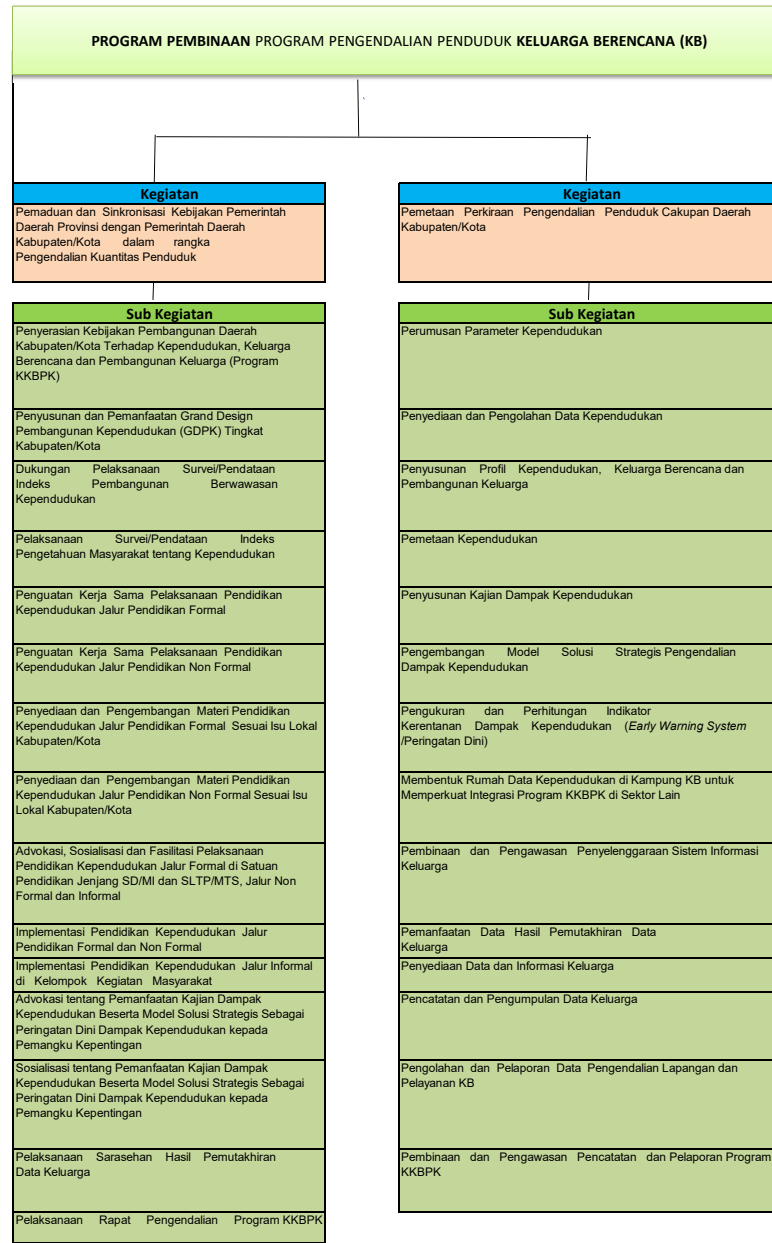 PROGRAM PEMBINAAN PROGRAM PENGENDALIAN PENDUDUK KELUARGA BERENCANA (KB)
Kegiatan
Pemaduan dan Sinkronisasi Kebijakan Pemerintah
Daerah Provinsi dengan Pemerintah Daerah
Kabupaten/Kota dalam rangka
Pengendalian Kuantitas Penduduk
Sub Kegiatan
Penyerasian Kebijakan Pembangunan Daerah
Kabupaten/Kota Terhadap Kependudukan, Keluarga
Berencana dan Pembangunan Keluarga (Program
KKBPK)
Penyusunan dan Pemanfaatan Grand Design
Pembangunan Kependudukan (GDPK) Tingkat
Kabupaten/Kota
Dukungan Pelaksanaan Survei/Pendataan
Indeks Pembangunan Berwawasan
Kependudukan
Pelaksanaan Survei/Pendataan Indeks
Pengetahuan Masyarakat tentang Kependudukan
Penguatan Kerja Sama Pelaksanaan Pendidikan
Kependudukan Jalur Pendidikan Formal
Penguatan Kerja Sama Pelaksanaan Pendidikan
Kependudukan Jalur Pendidikan Non Formal
Penyediaan dan Pengembangan Materi Pendidikan
Kependudukan Jalur Pendidikan Formal Sesuai Isu Lokal
Kabupaten/Kota
Penyediaan dan Pengembangan Materi Pendidikan
Kependudukan Jalur Pendidikan Non Formal Sesuai Isu
Lokal Kabupaten/Kota
Advokasi, Sosialisasi dan Fasilitasi Pelaksanaan
Pendidikan Kependudukan Jalur Formal di Satuan
Pendidikan Jenjang SD/MI dan SLTP/MTS, Jalur Non
Formal dan Informal
Implementasi Pendidikan Kependudukan Jalur
Pendidikan Formal dan Non Formal
Implementasi Pendidikan Kependudukan Jalur Informal
di Kelompok Kegiatan Masyarakat
Advokasi tentang Pemanfaatan Kajian Dampak
Kependudukan Beserta Model Solusi Strategis Sebagai
Peringatan Dini Dampak Kependudukan kepada
Pemangku Kepentingan
Sosialisasi tentang Pemanfaatan Kajian Dampak
Kependudukan Beserta Model Solusi Strategis Sebagai
Peringatan Dini Dampak Kependudukan kepada
Pemangku Kepentingan
Pelaksanaan Sarasehan Hasil Pemutakhiran
Data Keluarga
Pelaksanaan Rapat Pengendalian Program KKBPK
Kegiatan
Pemetaan Perkiraan Pengendalian Penduduk Cakupan Daerah
Kabupaten/Kota
Sub Kegiatan
Perumusan Parameter Kependudukan
Penyediaan dan Pengolahan Data Kependudukan
Penyusunan Profil Kependudukan, Keluarga Berencana dan
Pembangunan Keluarga
Pemetaan Kependudukan
Penyusunan Kajian Dampak Kependudukan
Pengembangan Model Solusi Strategis Pengendalian
Dampak Kependudukan
Pengukuran dan Perhitungan Indikator
Kerentanan Dampak Kependudukan (Early Warning System
/Peringatan Dini)
Membentuk Rumah Data Kependudukan di Kampung KB untuk
Memperkuat Integrasi Program KKBPK di Sektor Lain
Pembinaan dan Pengawasan Penyelenggaraan Sistem Informasi
Keluarga
Pemanfaatan Data Hasil Pemutakhiran Data
Keluarga
Penyediaan Data dan Informasi Keluarga
Pencatatan dan Pengumpulan Data Keluarga
Pengolahan dan Pelaporan Data Pengendalian Lapangan dan
Pelayanan KB
Pembinaan dan Pengawasan Pencatatan dan Pelaporan Program
KKBPK